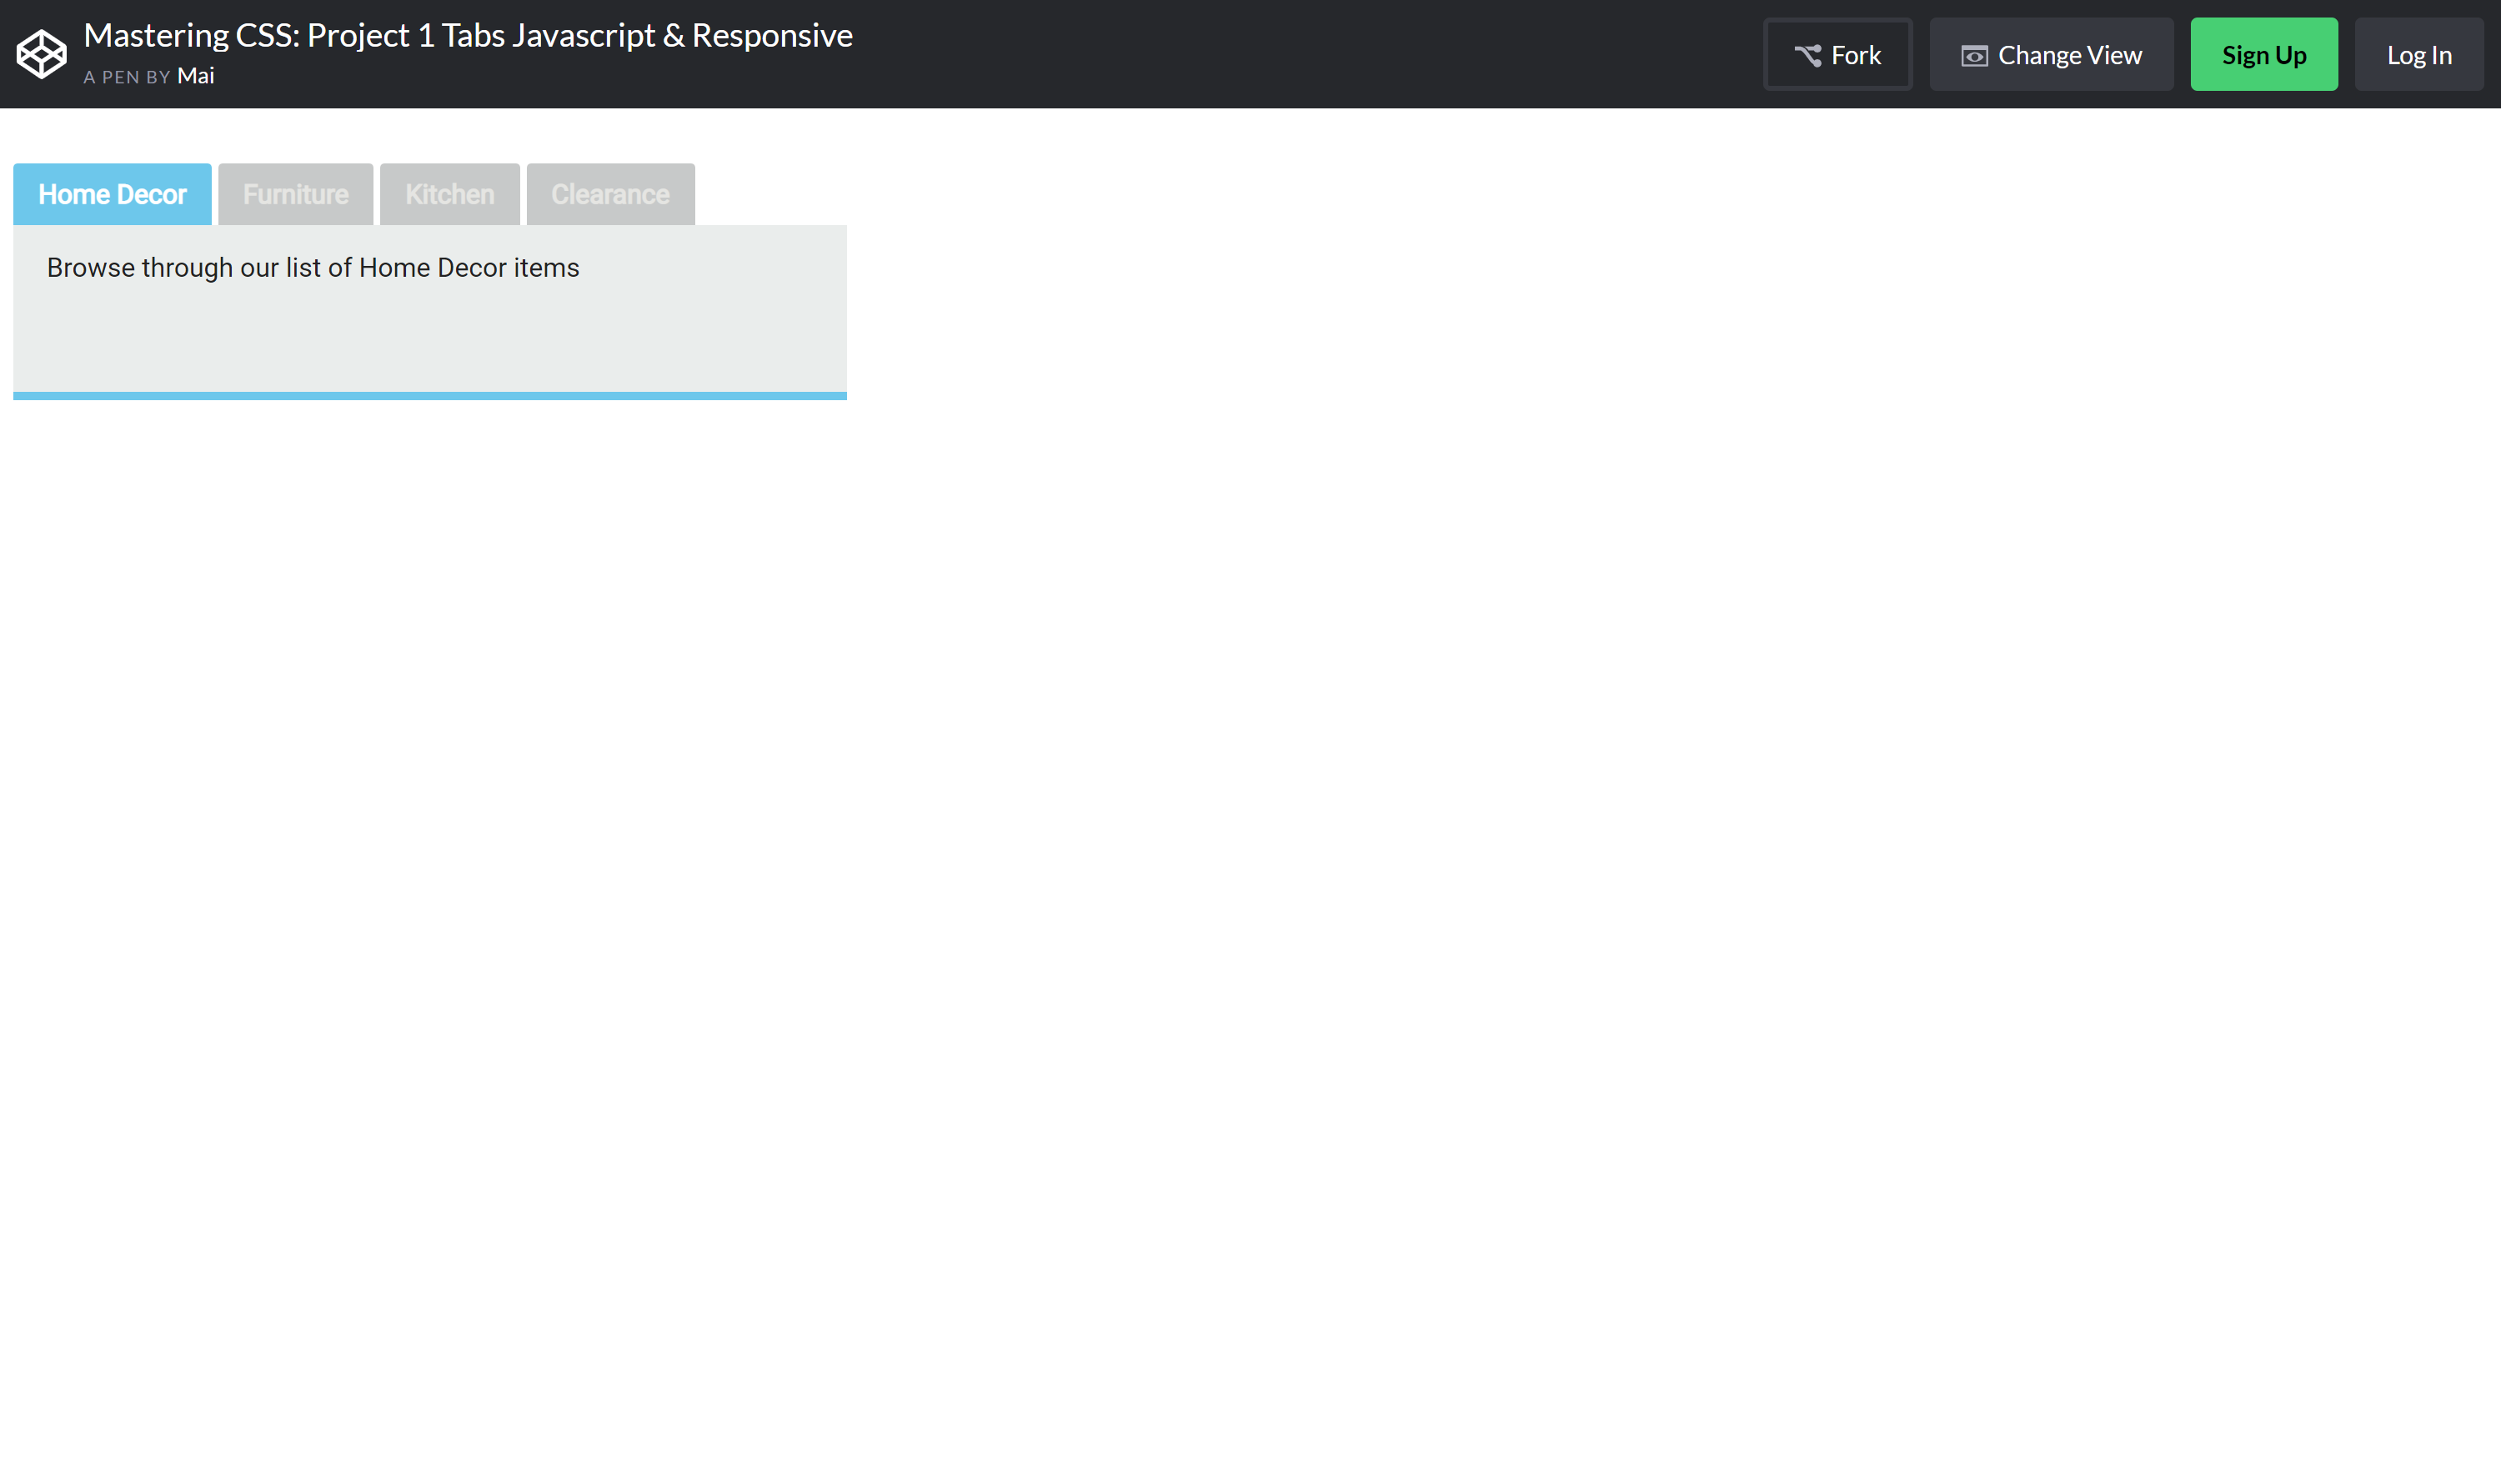 Mastering CSS: Project 1 Tabs Javascript & Responsive
A PEN BY Mai
Fork
Change View
Sign Up
Log In
Home Decor
Furniture
Kitchen
Clearance
Browse through our list of Home Decor items